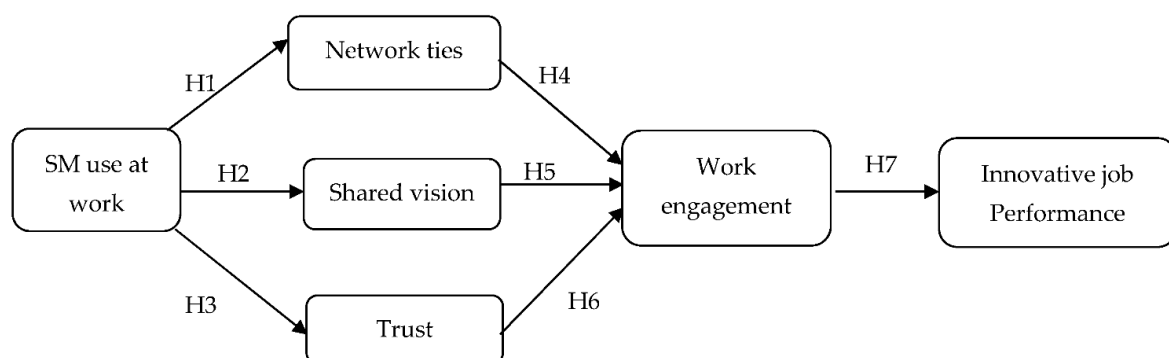 Network ties
H1
H4
SM use at
work
H2
Shared vision
H5
Work
engagement
H7
Innovative job
Performance
H3
Trust
H6